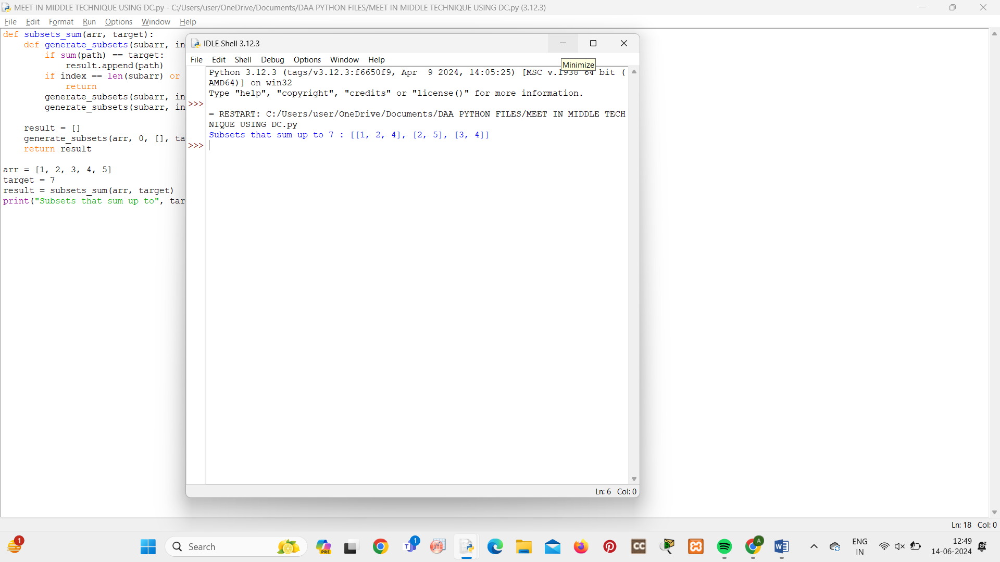 MEET IN MIDDLE TECHNIQUE USING DC.py - C:/Users/user/OneDrive/Documents/DAA PYTHON FILES/MEET IN MIDDLE TECHNIQUE USING DC.py (3.12.3)
File Edit Format Run Options Window Help
def subsets_sum(arr, target):
def generate_subsets(subarr, in
if sum(path) == target:
result.append(path)
if index == len(subarr) or
return
generate_subsets(subarr, in
generate_subsets(subarr, in
result = []
generate_subsets(arr, 0, [], ta
return result
arr = [1, 2, 3, 4, 5]
target = 7
result = subsets_sum(arr, target)
print("Subsets that sum up to", tar
IDLE Shell 3.12.3
File Edit Shell Debug Options Window Help
Minimize
Python 3.12.3 (tags/v3.12.3:f6650f9, Apr  9 2024, 14:05:25) [MSC v.1938 64 bit (
AMD64)] on win32
Type "help", "copyright", "credits" or "license()" for more information.
>>>
= RESTART: C:/Users/user/OneDrive/Documents/DAA PYTHON FILES/MEET IN MIDDLE TECH
NIQUE USING DC.py
Subsets that sum up to 7 : [[1, 2, 4], [2, 5], [3, 4]]
>>>
Ln: 6 Col: 0
Ln: 18 Col: 0
1
Search
PRE
1
CC
A
ENG
IN
12:49
14-06-2024